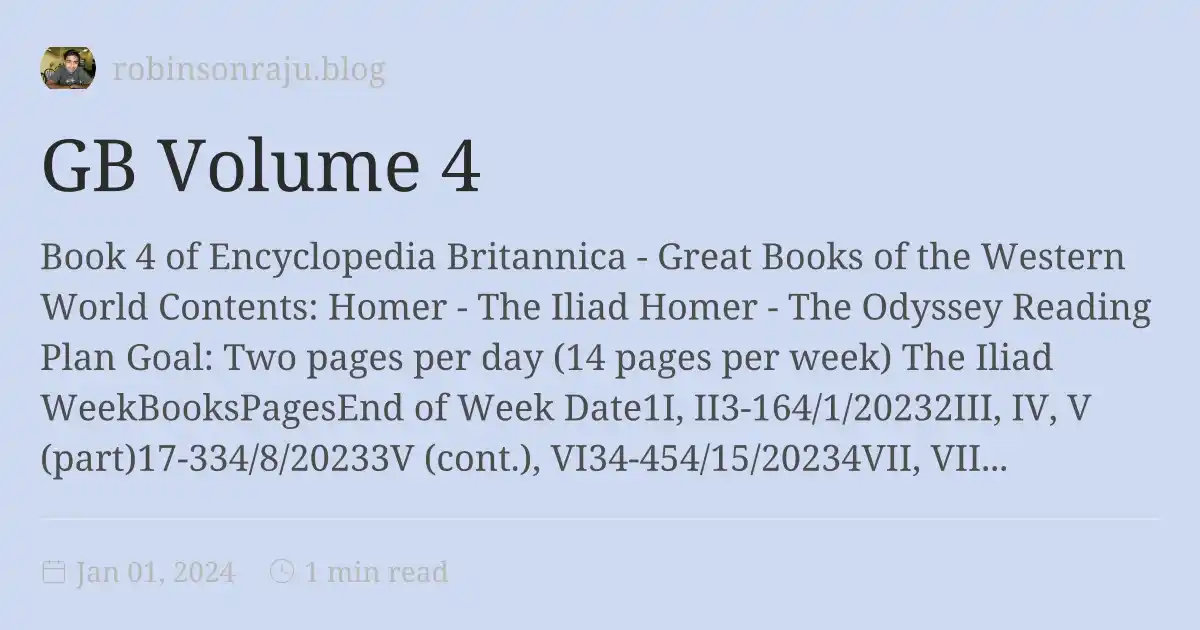 robinsonraju.blog
GB Volume 4
Book 4 of Encyclopedia Britannica - Great Books of the Western
World Contents: Homer - The Iliad Homer - The Odyssey Reading
Plan Goal: Two pages per day (14 pages per week) The Iliad
WeekBooksPagesEnd of Week Date1I, II3-164/1/20232III, IV, V
(part)17-334/8/20233V (cont.), VI34-454/15/20234VII, VII...
Jan 01, 2024 1 min read